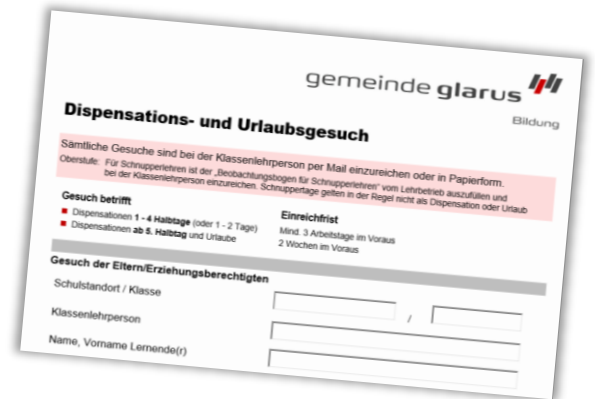 gemeinde glarus
Bildung
Dispensations- und Urlaubsgesuch
Sämtliche Gesuche sind bei der Klassenlehrperson per Mail einzureichen oder in Papierform.
Oberstufe: Für Schnupperlehren ist der „Beobachtungsbogen für Schnupperlehren“ vom Lehrbetrieb auszufüllen und
bei der Klassenlehrperson einzureichen. Schnuppertage gelten in der Regel nicht als Dispensation oder Urlaub
Gesuch betrifft
Einreichfrist
Dispensationen 1 - 4 Halbtage (oder 1 - 2 Tage)
Mind. 3 Arbeitstage im Voraus
Dispensationen ab 5. Halbtag und Urlaube
2 Wochen im Voraus
Gesuch der Eltern/Erziehungsberechtigten
Schulstandort / Klasse
/
Klassenlehrperson
Name, Vorname Lernende(r)